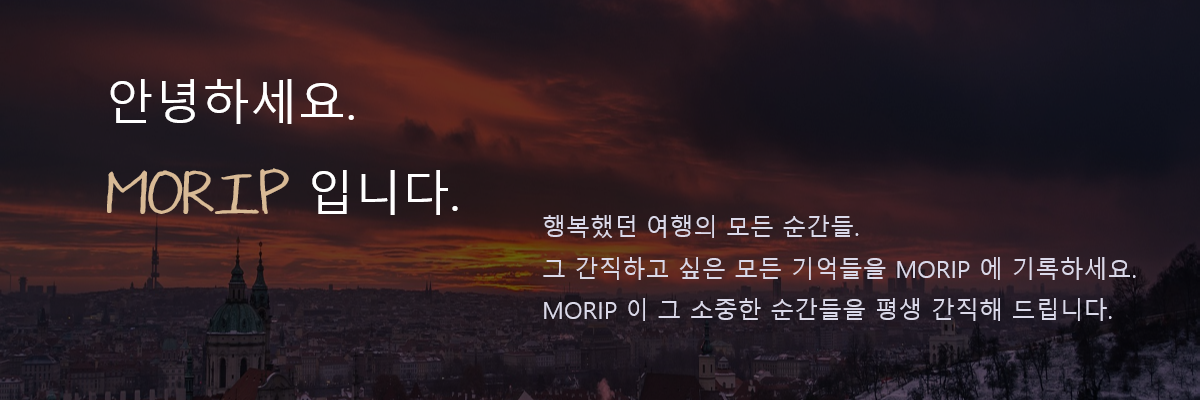 안녕하세요.
MORIP 입니다.
행복했던 여행의 모든 순간들.
그 간직하고 싶은 모든 기억들을 MORIP 에 기록하세요.
MORIP 이 그 소중한 순간들을 평생 간직해 드립니다.